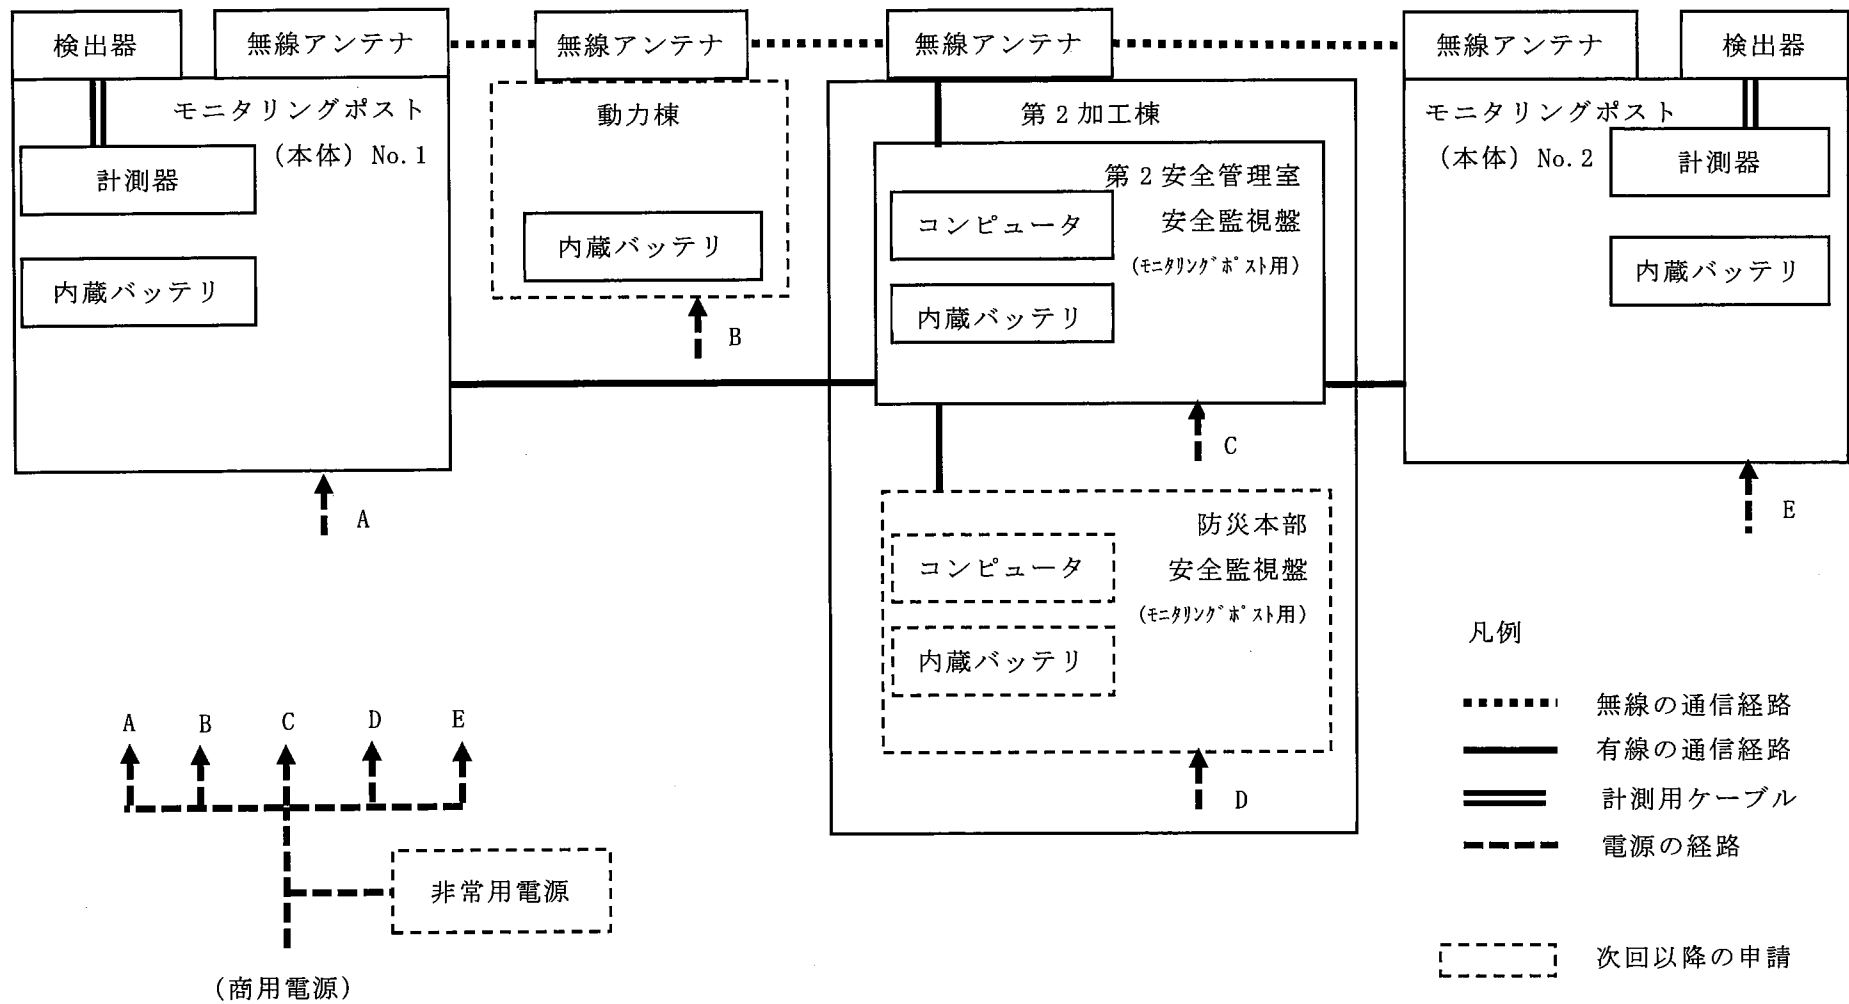 検出器
無線アンテナ
無線アンテナ
無線アンテナ
無線アンテナ
検出器
モニタリングポスト
(本体) No.1
計測器
内蔵バッテリ
A
動力棟
内蔵バッテリ
B
第2加工棟
第2安全管理室
安全監視盤
(モニタリングポスト用)
コンピュータ
内蔵バッテリ
C
防災本部
安全監視盤
(モニタリングポスト用)
コンピュータ
内蔵バッテリ
D
モニタリングポスト
(本体) No.2
計測器
内蔵バッテリ
E
A B C D E
非常用電源
(商用電源)
凡例
無線の通信経路
有線の通信経路
計測用ケーブル
電源の経路
次回以降の申請